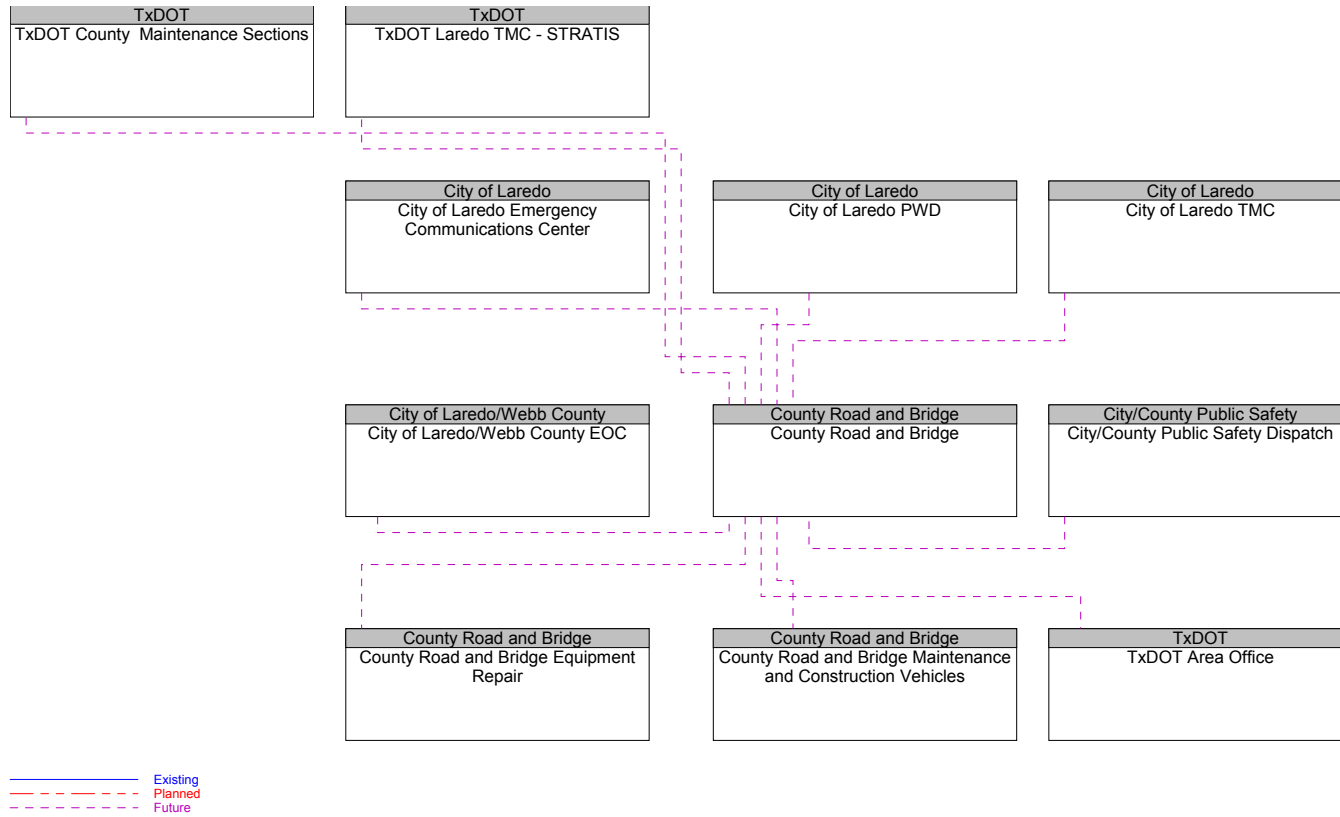 TxDOT
TxDOT County  Maintenance Sections
TxDOT
TxDOT Laredo TMC - STRATIS
City of Laredo
City of Laredo Emergency
Communications Center
City of Laredo
City of Laredo PWD
City of Laredo
City of Laredo TMC
City of Laredo/Webb County
City of Laredo/Webb County EOC
County Road and Bridge
County Road and Bridge
City/County Public Safety
City/County Public Safety Dispatch
County Road and Bridge
County Road and Bridge Equipment
Repair
County Road and Bridge
County Road and Bridge Maintenance
and Construction Vehicles
TxDOT
TxDOT Area Office
Existing
Planned
Future